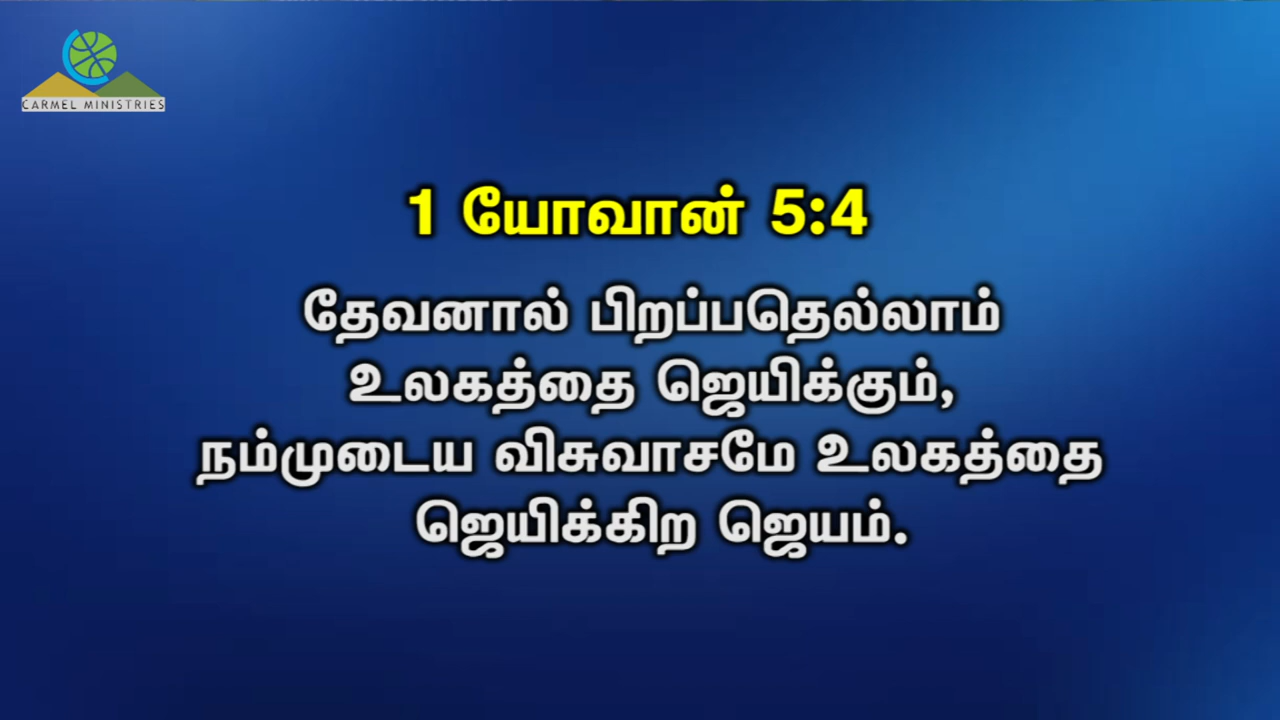 CARMEL MINISTRIES
1 யோவான் 5:4
தேவனால் பிறப்பதெல்லாம்
உலகத்தை ஜெயிக்கும்,
நம்முடைய விசுவாசமே உலகத்தை
ஜெயிக்கிற ஜெயம்.